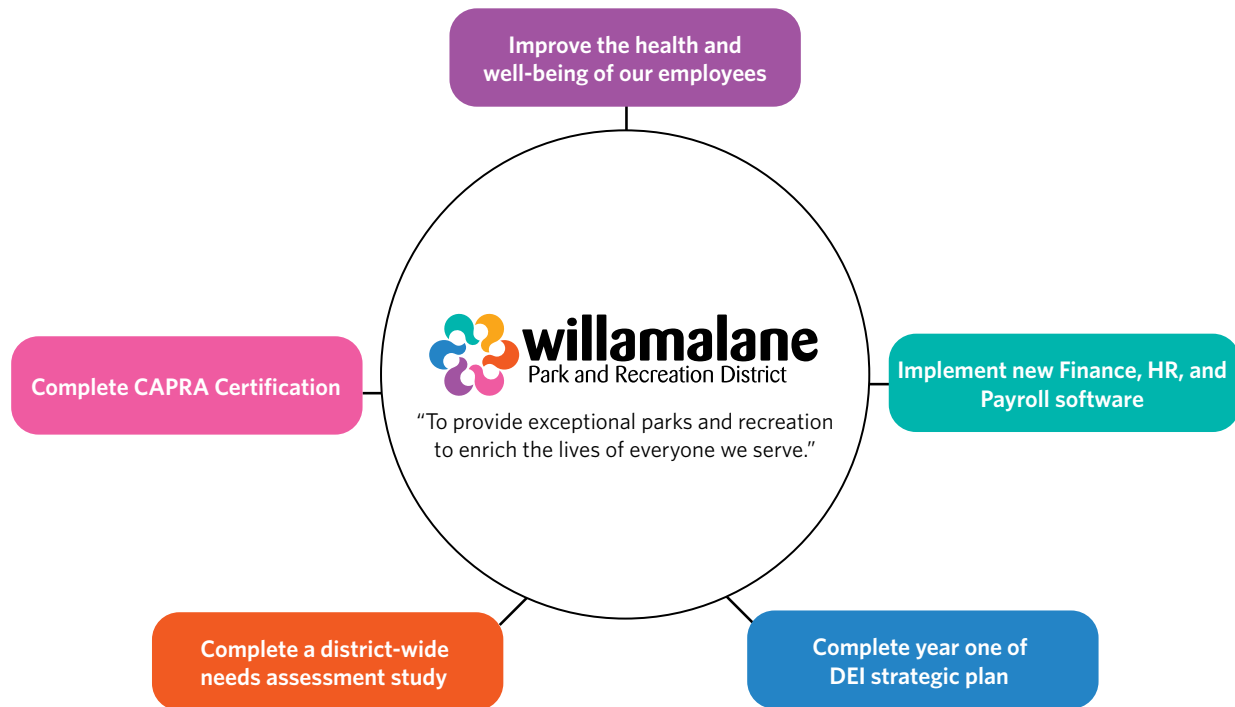 Improve the health and
well-being of our employees
willamalane
Park and Recreation District
“To provide exceptional parks and recreation
to enrich the lives of everyone we serve.”
Complete CAPRA Certification
Implement new Finance, HR, and
Payroll software
Complete a district-wide
needs assessment study
Complete year one of
DEI strategic plan